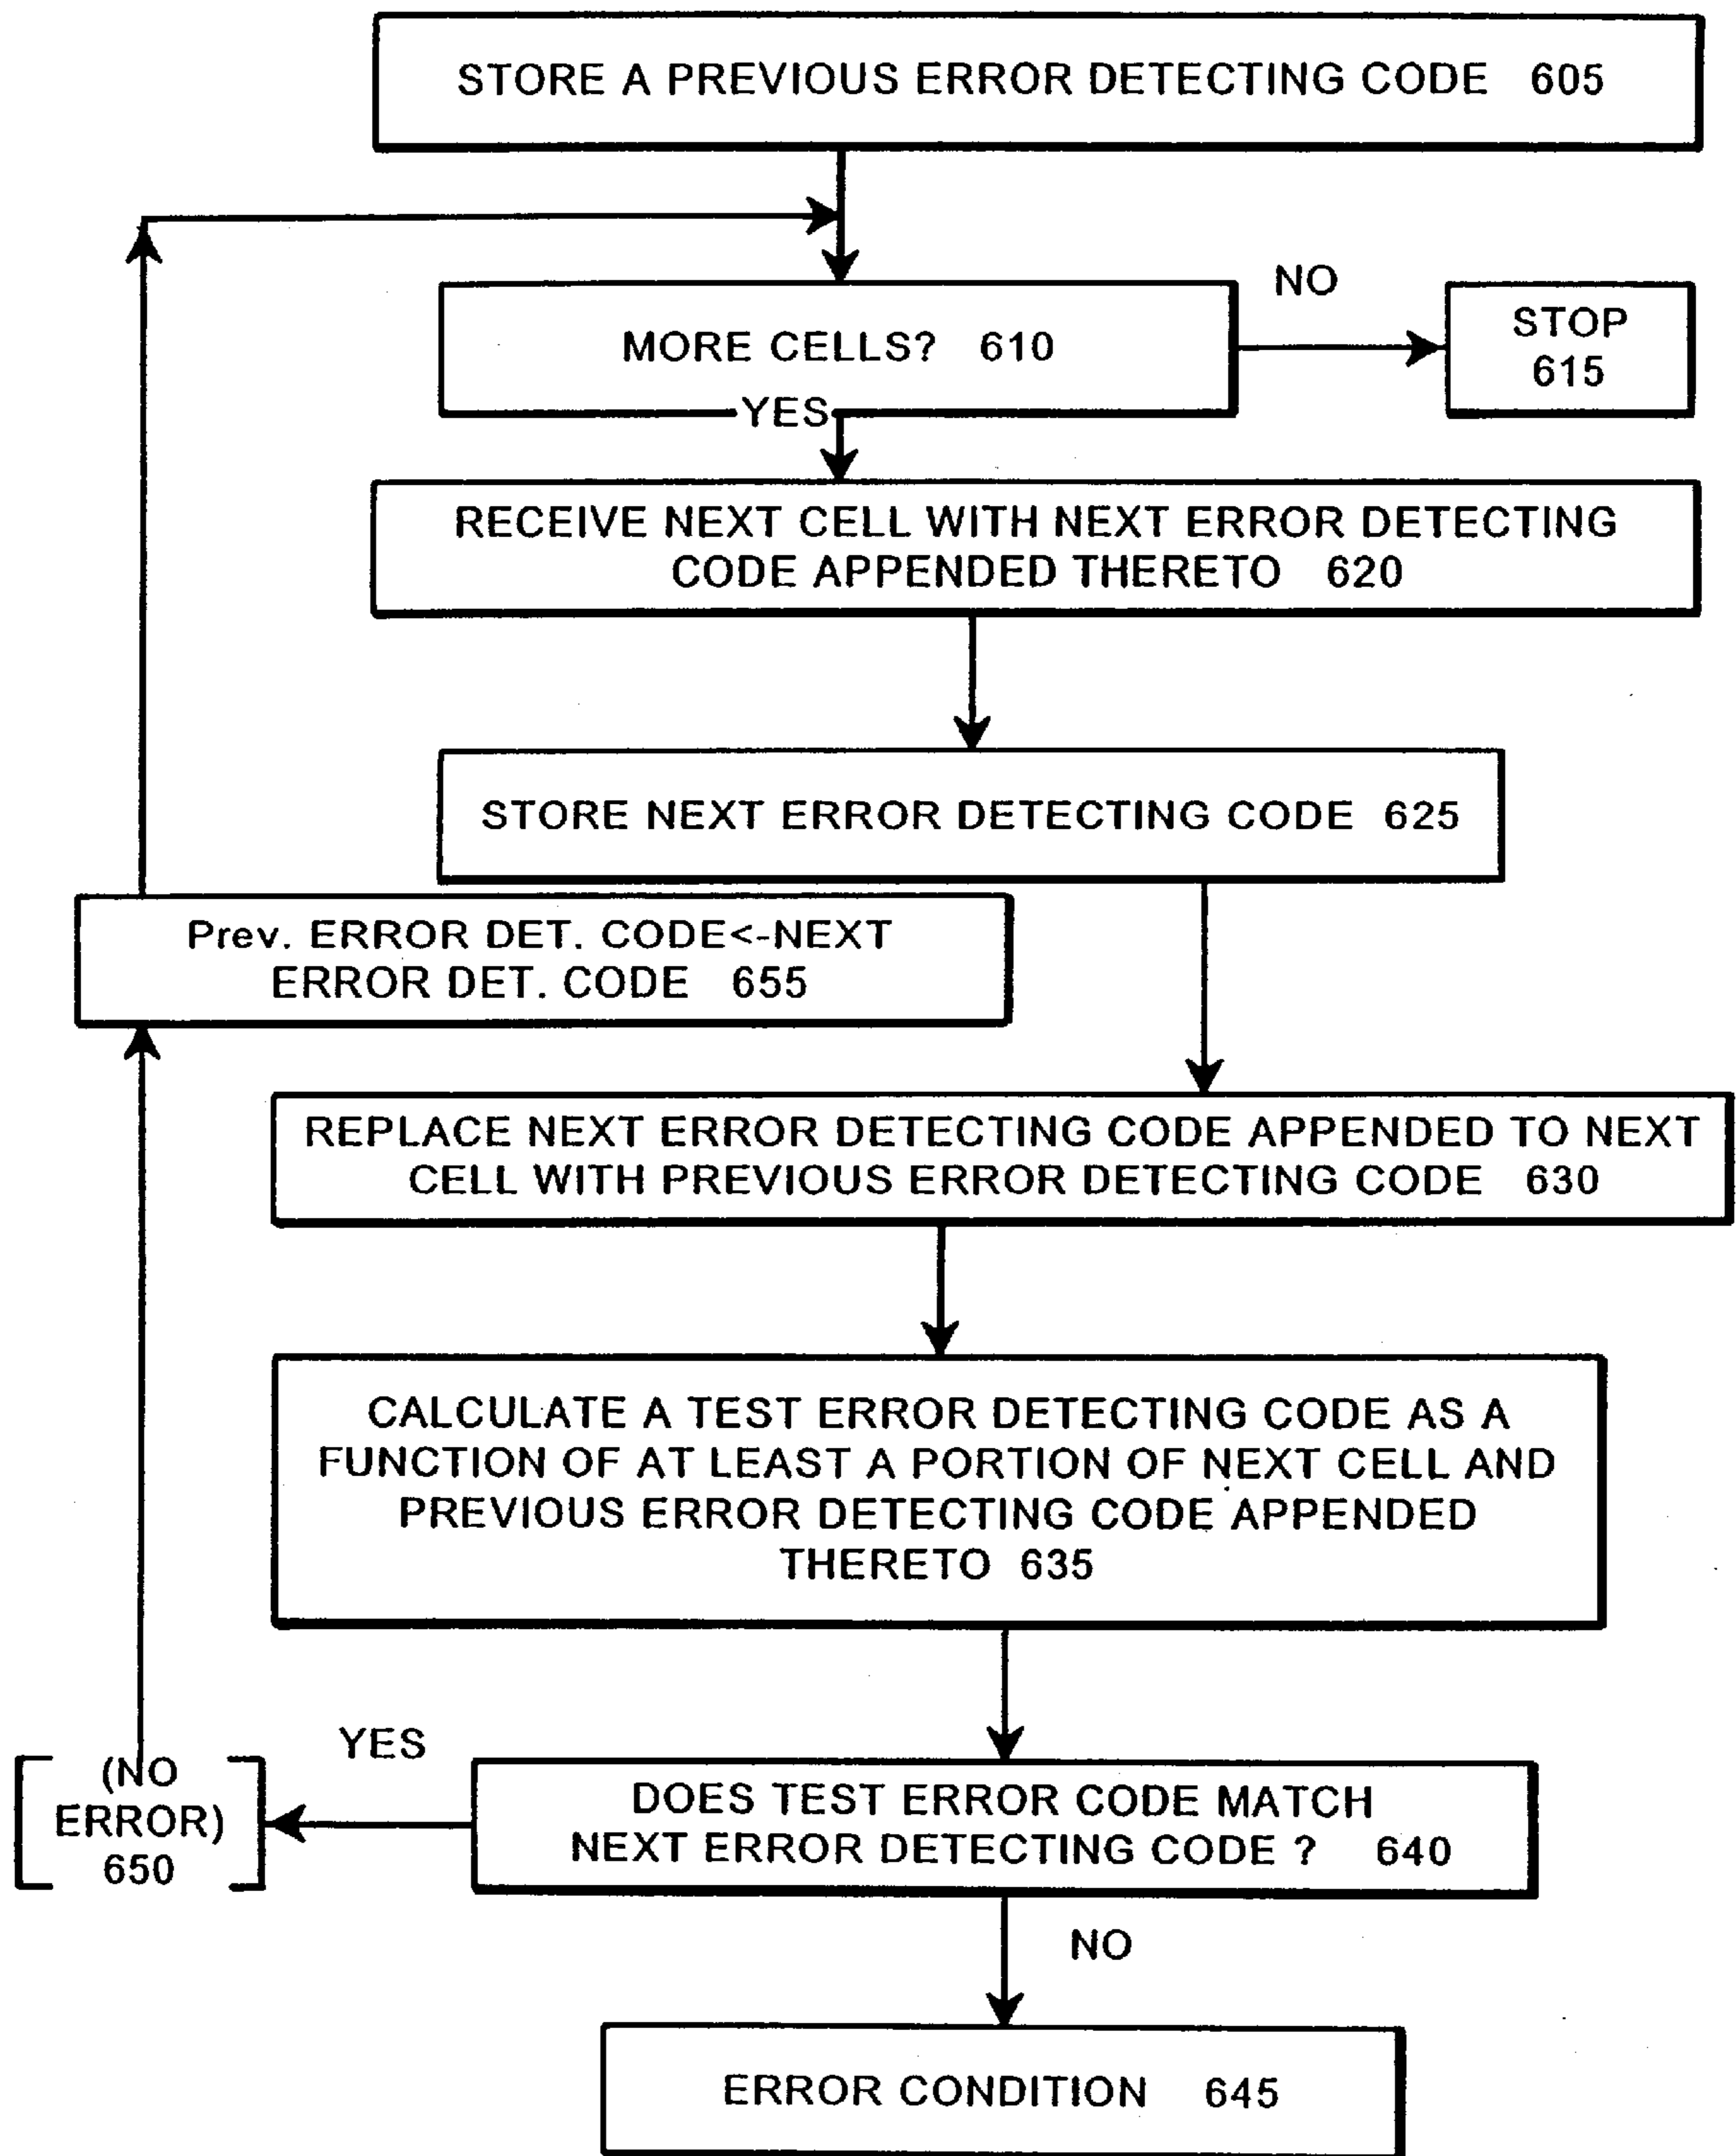 STORE A PREVIOUS ERROR DETECTING CODE 605
MORE CELLS? 610
NO
STOP
615
YES
RECEIVE NEXT CELL WITH NEXT ERROR DETECTING
CODE APPENDED THERETO 620
STORE NEXT ERROR DETECTING CODE 625
Prev. ERROR DET. CODE<-NEXT
ERROR DET. CODE 655
REPLACE NEXT ERROR DETECTING CODE APPENDED TO NEXT
CELL WITH PREVIOUS ERROR DETECTING CODE 630
CALCULATE A TEST ERROR DETECTING CODE AS A
FUNCTION OF AT LEAST A PORTION OF NEXT CELL AND
PREVIOUS ERROR DETECTING CODE APPENDED
THERETO 635
YES
(NO
ERROR)
650
DOES TEST ERROR CODE MATCH
NEXT ERROR DETECTING CODE ? 640
NO
ERROR CONDITION 645